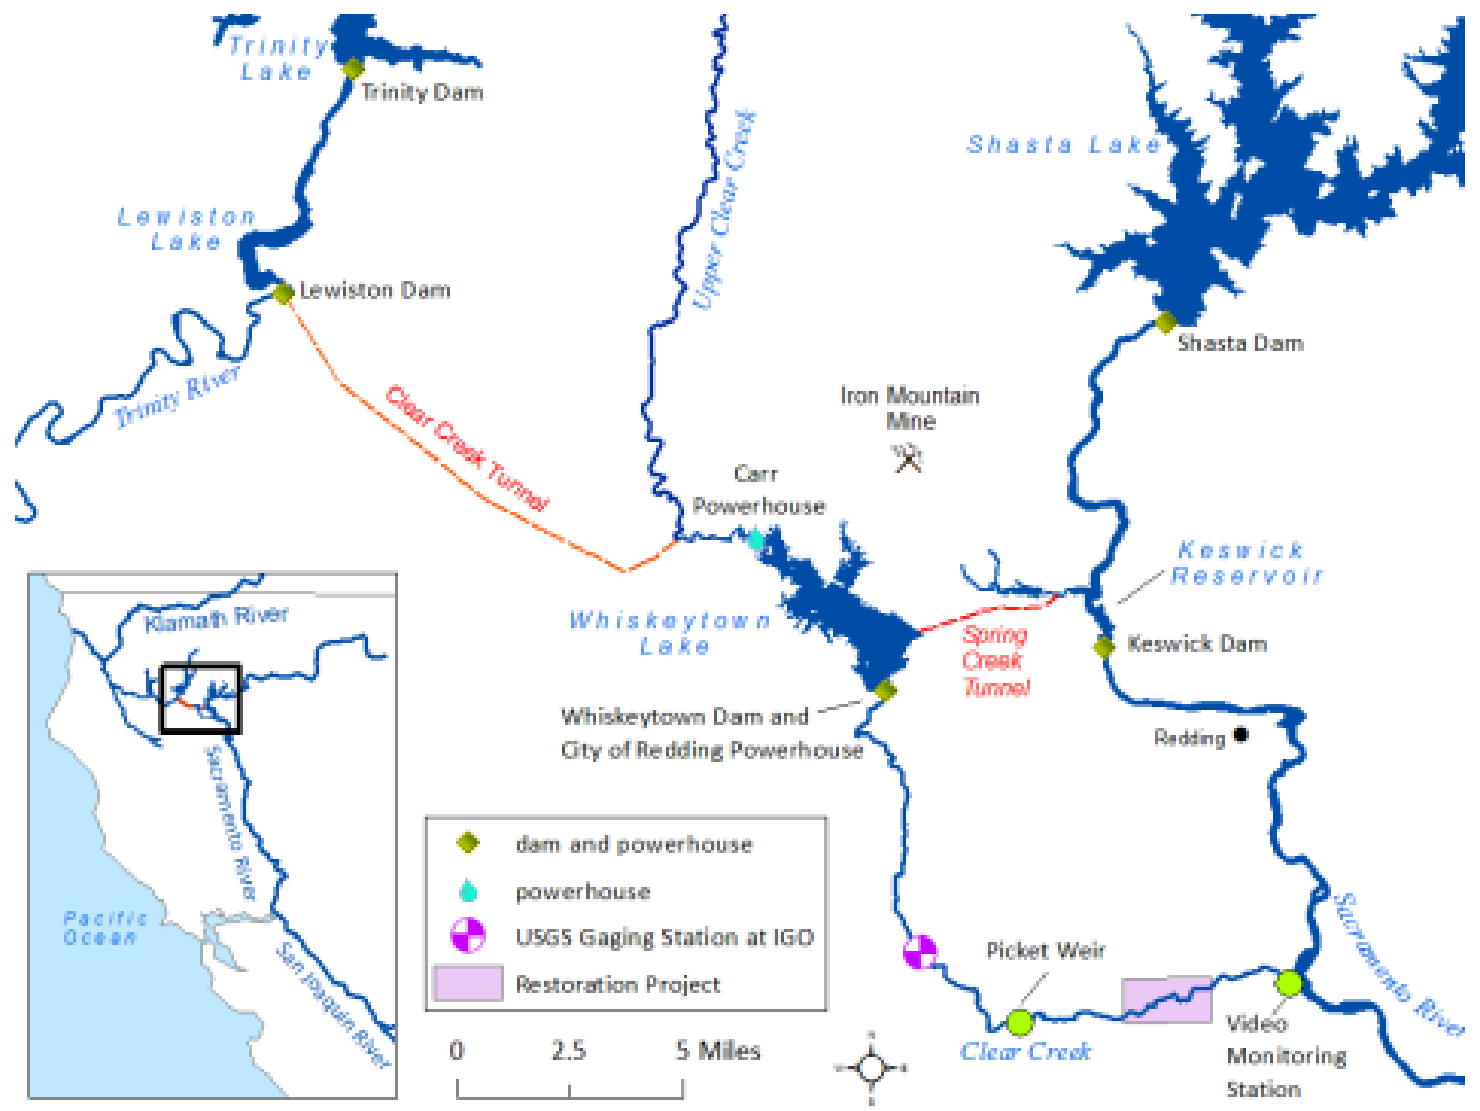 Trinity
Lake
Trinity Dam
Lewiston
Lake
Lewiston Dam
Trinity River
Clear Creek Tunnel
Upper Clear Creek
Shasta Lake
Shasta Dam
Iron Mountain
Mine
Carr
Powerhouse
Keswick
Reservoir
Whiskeytown
Lake
Spring
Creek
Tunnel
Keswick Dam
Whiskeytown Dam and
City of Redding Powerhouse
Redding
Klamath River
Sacramento River
Pacific
Ocean
San Joaquin River
dam and powerhouse
powerhouse
USGS Gaging Station at IGO
Restoration Project
0 2.5 5 Miles
Picket Weir
Clear Creek
Sacramento River
Video
Monitoring
Station